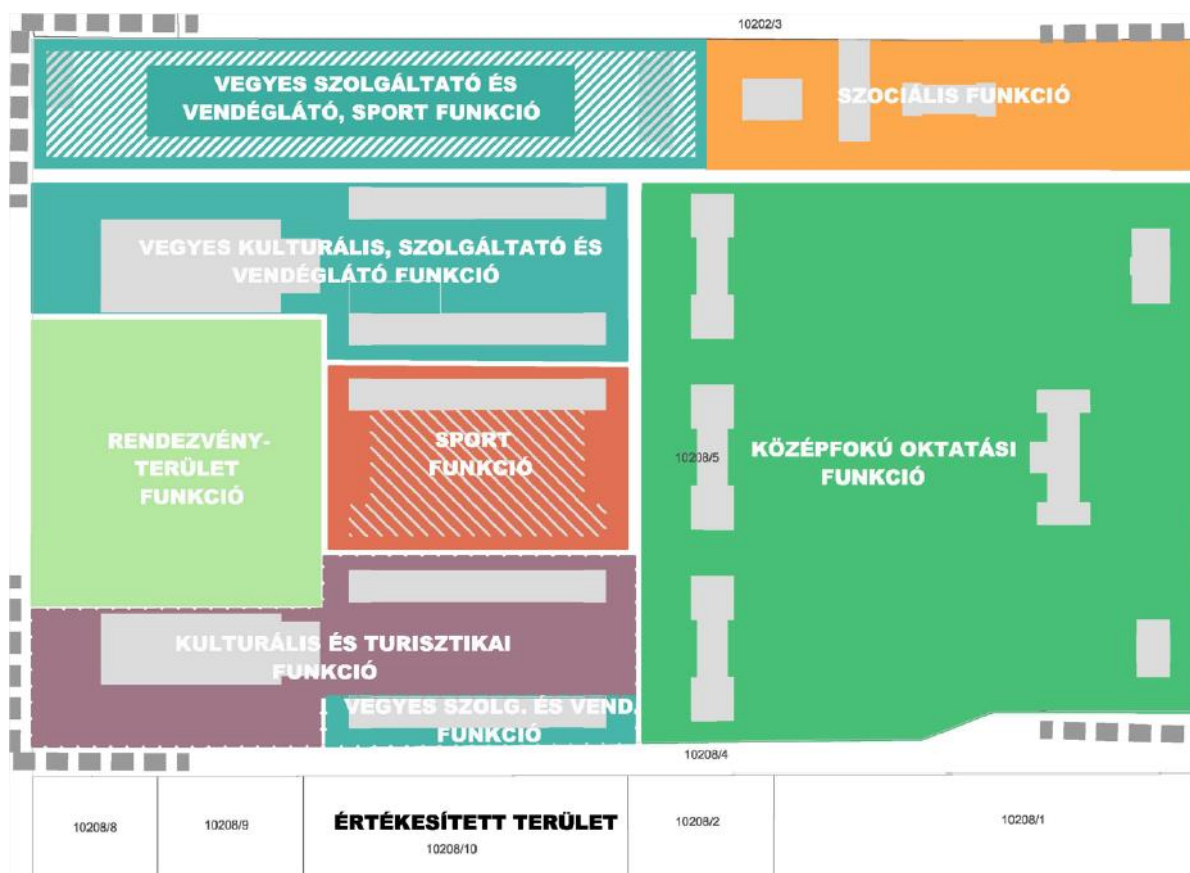 10202/3
VEGYES SZOLGÁLTATÓ ÉS
VENDÉGLÁTÓ, SPORT FUNKCIÓ
SZOCIÁLIS FUNKCIÓ
VEGYES KULTURÁLIS, SZOLGÁLTATÓ ÉS
VENDÉGLÁTÓ FUNKCIÓ
RENDEZVÉNY-
TERÜLET
FUNKCIÓ
SPORT
FUNKCIÓ
10208/5
KÖZÉPFOKÚ OKTATÁSI
FUNKCIÓ
KULTURÁLIS ÉS TURISZTIKAI
FUNKCIÓ
VEGYES SZOLG. ÉS VEND.
FUNKCIÓ
10208/4
10208/8
10208/9
ÉRTÉKESÍTETT TERÜLET
10208/10
10208/2
10208/1